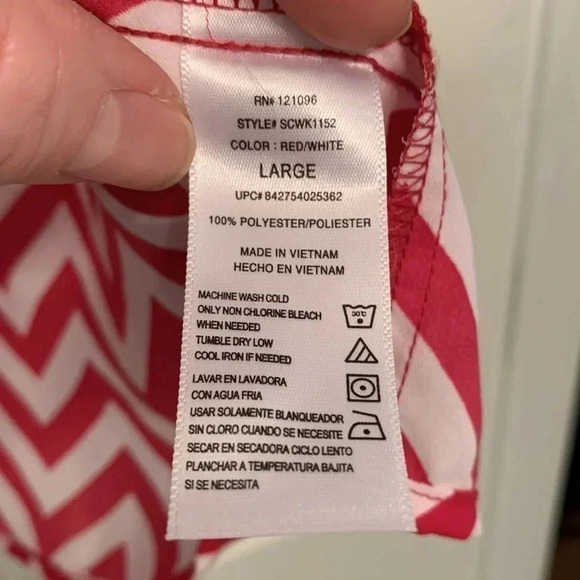 RN# 121096
STYLE# SCWK1152
COLOR : RED/WHITE
LARGE
UPC# 842754025362
100% POLYESTER/POLIESTER
MADE IN VIETNAM
HECHO EN VIETNAM
MACHINE WASH COLD
ONLY NON CHLORINE BLEACH
WHEN NEEDED
TUMBLE DRY LOW
COOL IRON IF NEEDED
30°C
LAVAR EN LAVADORA
CON AGUA FRIA
USAR SOLAMENTE BLANQUEADOR
SIN CLORO CUANDO SE NECESITE
SECAR EN SECADORA CICLO LENTO
PLANCHAR A TEMPERATURA BAJITA
SI SE NECESITA